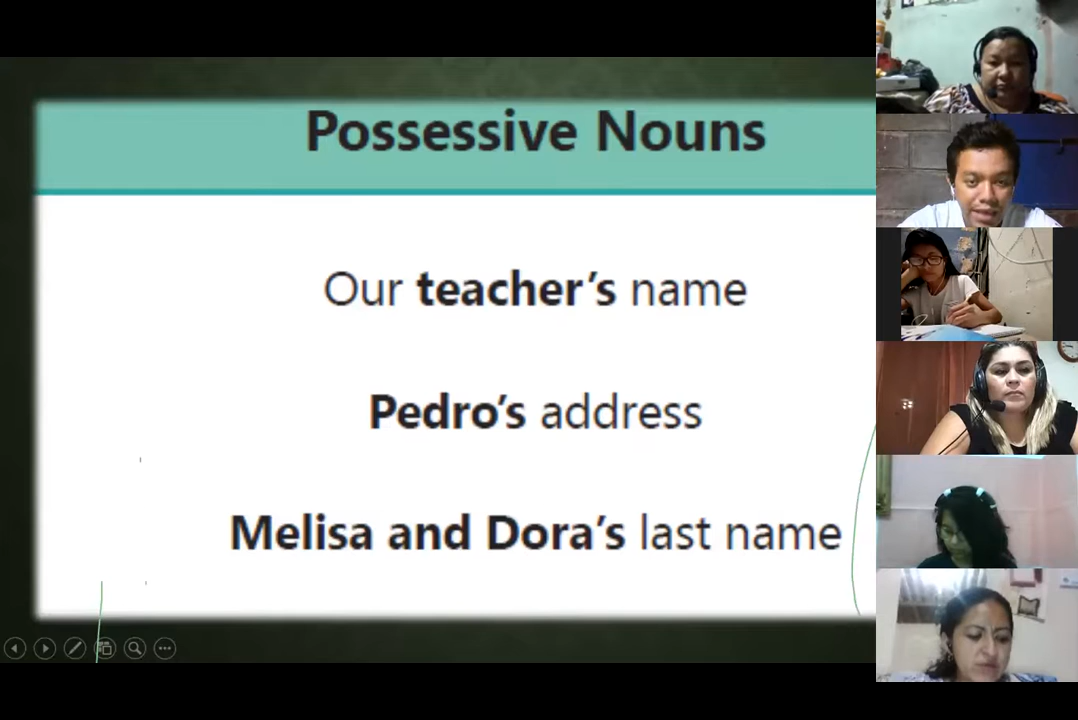 Possessive Nouns
Our teacher’s name
Pedro’s address
Melisa and Dora’s last name